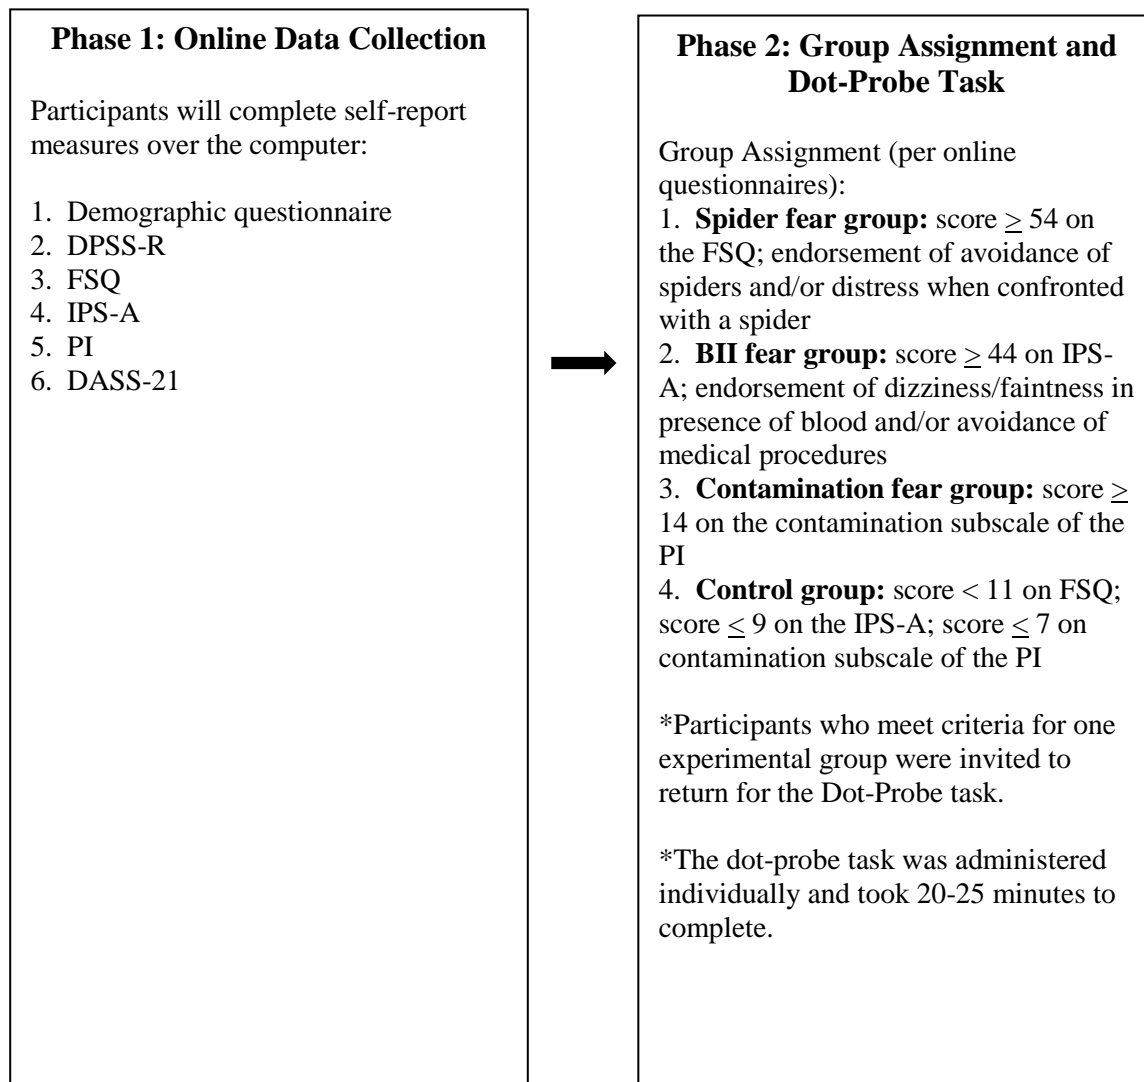 Phase 1: Online Data Collection
Participants will complete self-report
measures over the computer:
1. Demographic questionnaire
2. DPSS-R
3. FSQ
4. IPS-A
5. PI
6. DASS-21
Phase 2: Group Assignment and
Dot-Probe Task
Group Assignment (per online
questionnaires):
1. Spider fear group: score ≥ 54 on
the FSQ; endorsement of avoidance of
spiders and/or distress when confronted
with a spider
2. BII fear group: score ≥ 44 on IPS-
A; endorsement of dizziness/faintness in
presence of blood and/or avoidance of
medical procedures
3. Contamination fear group: score ≥
14 on the contamination subscale of the
PI
4. Control group: score < 11 on FSQ;
score ≤ 9 on the IPS-A; score ≤ 7 on
contamination subscale of the PI
*Participants who meet criteria for one
experimental group were invited to
return for the Dot-Probe task.
*The dot-probe task was administered
individually and took 20-25 minutes to
complete.